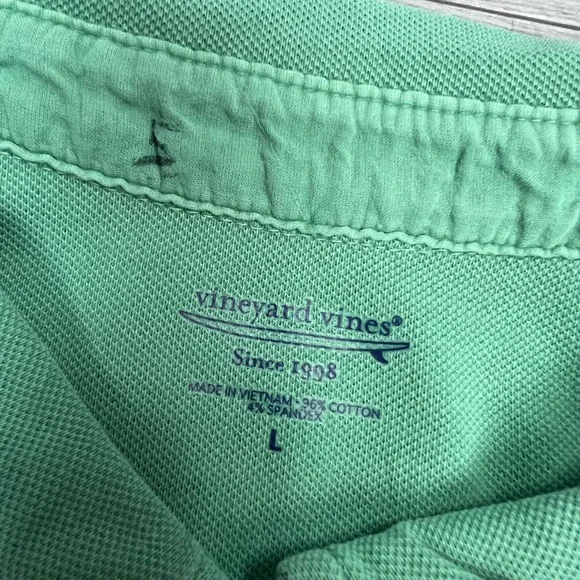 vineyard vines®
Since 1998
MADE IN VIETNAM • 96% COTTON
4% SPANDEX
L